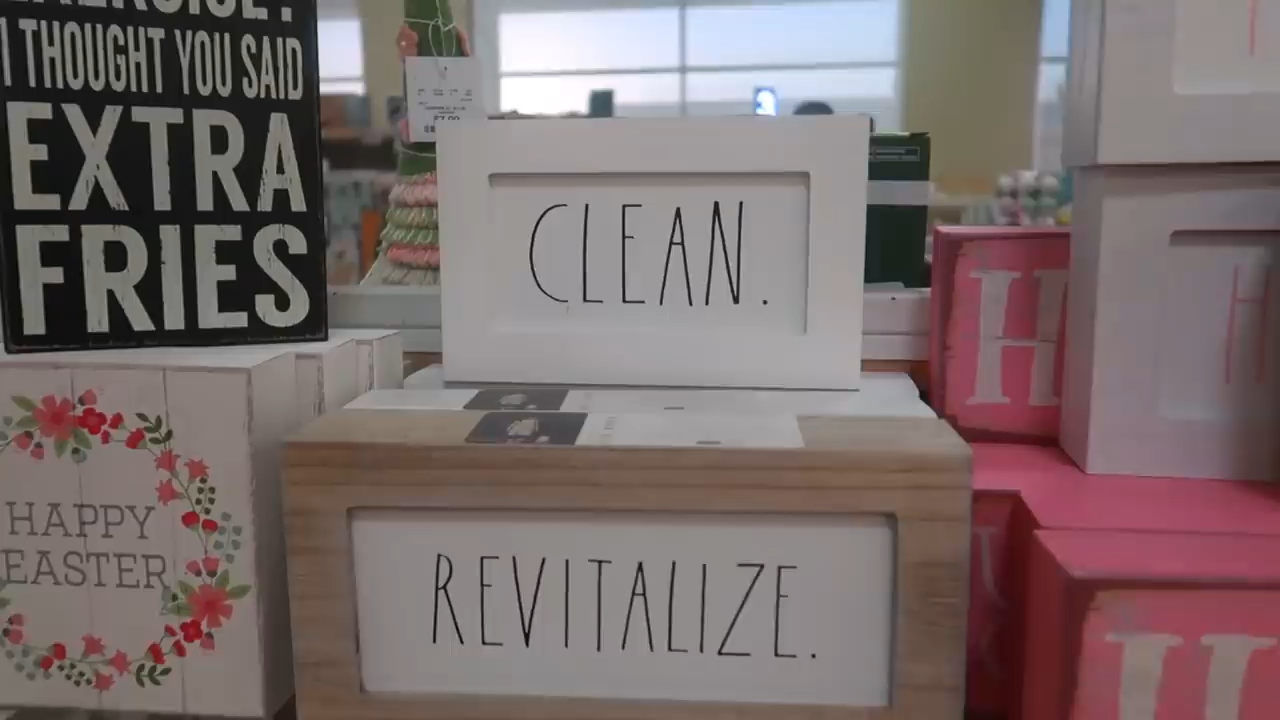 I THOUGHT YOU SAID
EXTRA
FRIES
HAPPY
EASTER
CLEAN.
REVITALIZE.
H
H